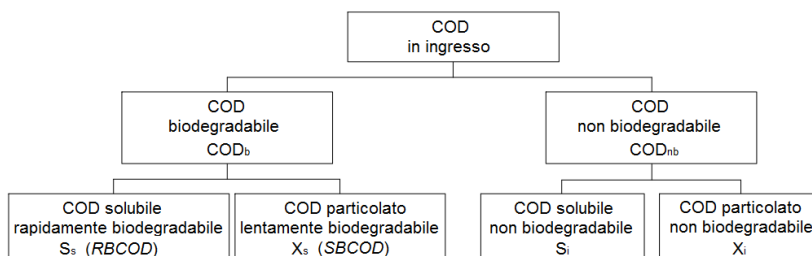 COD
in ingresso
COD
biodegradabile
CODb
COD
non biodegradabile
CODnb
COD solubile
rapidamente biodegradabile
Ss (RBCOD)
COD particolato
lentamente biodegradabile
Xs (SBCOD)
COD solubile
non biodegradabile
Si
COD particolato
non biodegradabile
Xi